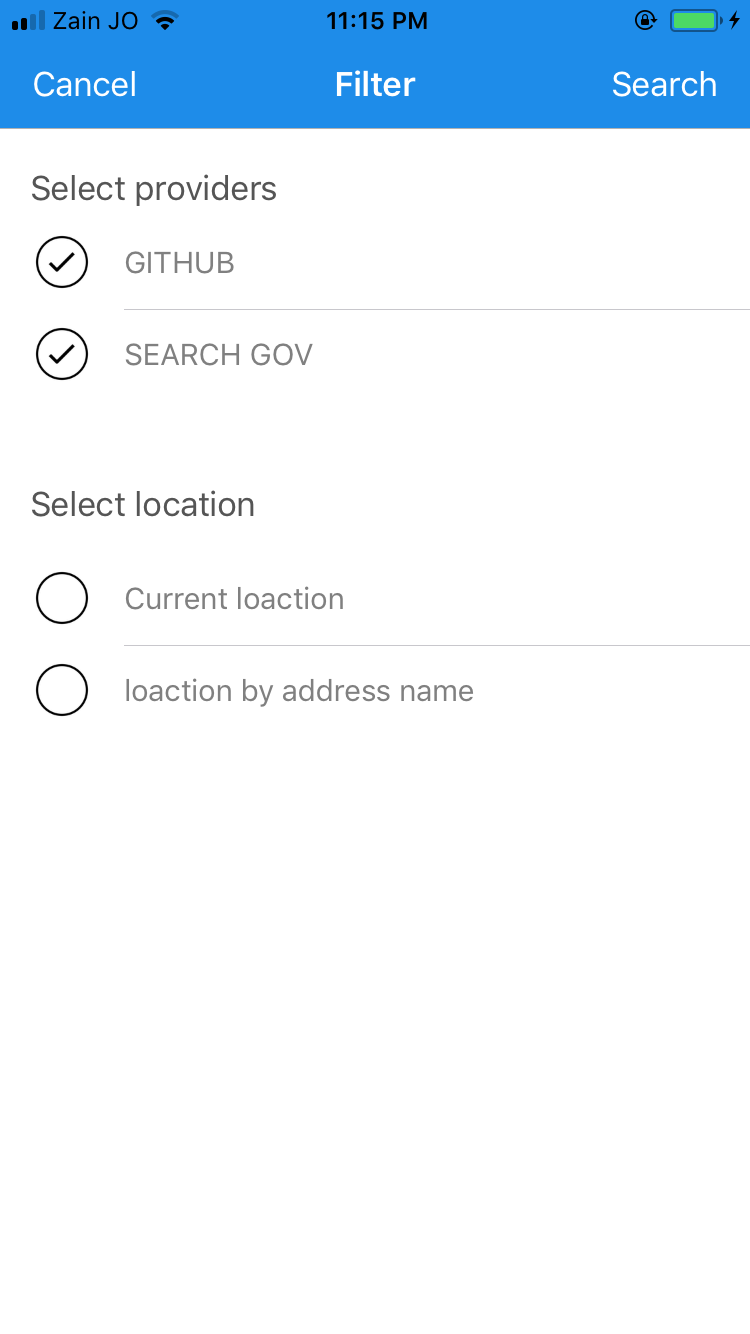 Zain JO 11:15 PM
Cancel Filter Search
Select providers
GITHUB
SEARCH GOV
Select location
Current loaction
loaction by address name